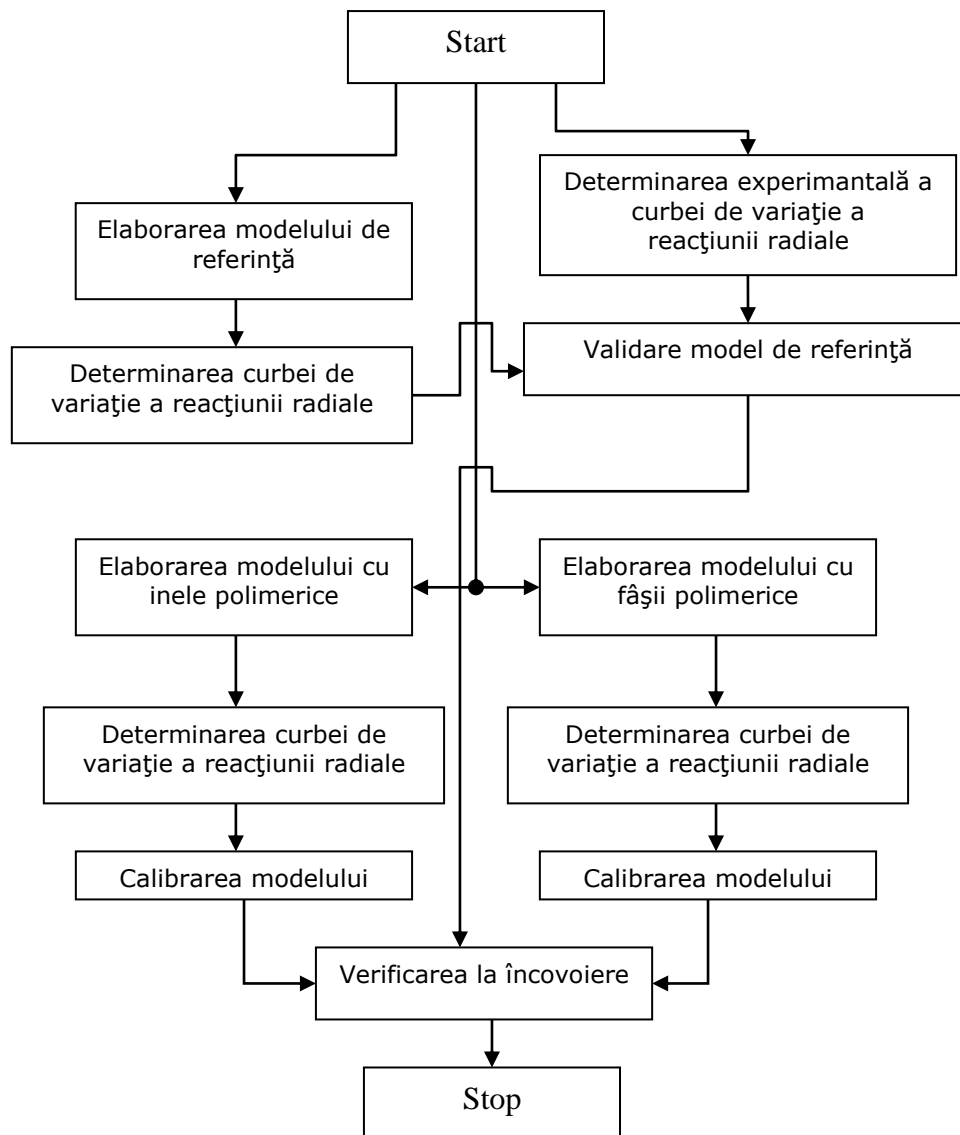 Start
Determinarea experimantală a
curbei de variaţie a
reacţiunii radiale
Elaborarea modelului de
referinţă
Validare model de referinţă
Determinarea curbei de
variaţie a reacţiunii radiale
Elaborarea modelului cu
inele polimerice
Elaborarea modelului cu
fâşii polimerice
Determinarea curbei de
variaţie a reacţiunii radiale
Determinarea curbei de
variaţie a reacţiunii radiale
Calibrarea modelului
Calibrarea modelului
Verificarea la încovoiere
Stop